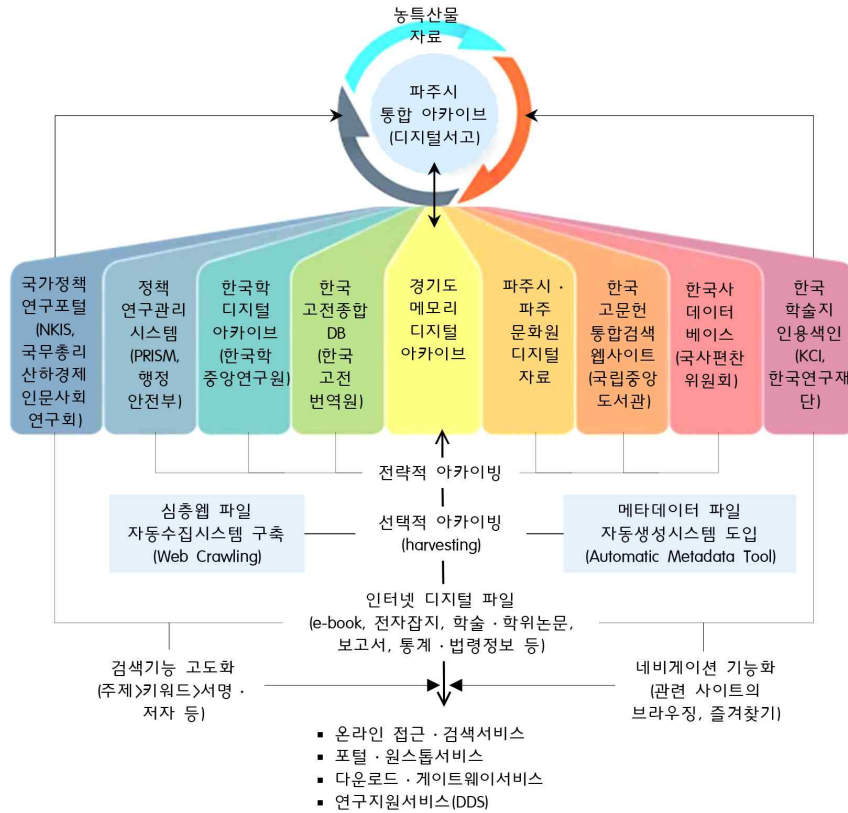 농특산물
자료
파주시
통합 아카이브
(디지털서고)
국가정책
연구포털
(NKIS,
국무총리
산하경제
인문사회
연구회)
정책
연구관리
시스템
(PRISM,
행정
안전부)
한국학
디지털
아카이브
(한국학
중앙연구원)
한국
고전종합
DB
(한국
고전
번역원)
경기도
메모리
디지털
아카이브
파주시·
파주
문화원
디지털
자료
한국
고문헌
통합검색
웹사이트
(국립중앙
도서관)
한국사
데이터
베이스
(국사편찬
위원회)
한국
학술지
인용색인
(KCI,
한국연구재
단)
전략적 아카이빙
심층웹 파일
자동수집시스템 구축
(Web Crawling)
선택적 아카이빙
(harvesting)
메타데이터 파일
자동생성시스템 도입
(Automatic Metadata Tool)
인터넷 디지털 파일
(e-book, 전자잡지, 학술·학위논문,
보고서, 통계·법령정보 등)
검색기능 고도화
(주제>키워드>서명·
저자 등)
네비게이션 기능화
(관련 사이트의
브라우징, 즐겨찾기)
▪ 온라인 접근·검색서비스
▪ 포털·원스톱서비스
▪ 다운로드·게이트웨이서비스
▪ 연구지원서비스(DDS)